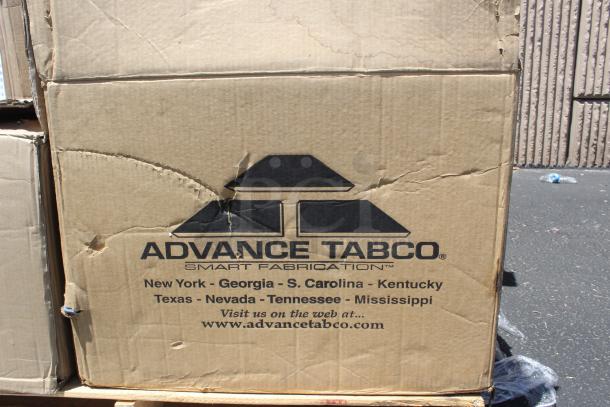 ADVANCE TABCO®
SMART FABRICATION™
New York - Georgia - S. Carolina - Kentucky
Texas - Nevada - Tennessee - Mississippi
Visit us on the web at...
www.advancetabco.com